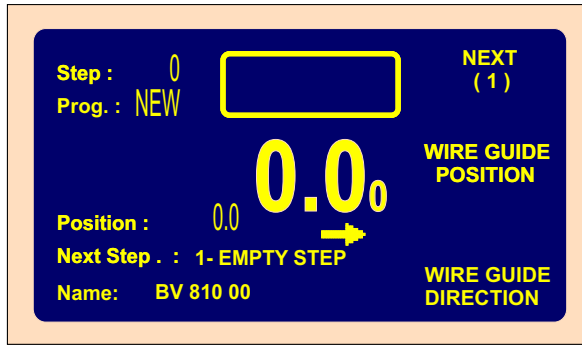 Step : 0
Prog. : NEW
NEXT
( 1 )
0.00
WIRE GUIDE
POSITION
Position : 0.0
Next Step . : 1- EMPTY STEP
Name: BV 810 00
WIRE GUIDE
DIRECTION